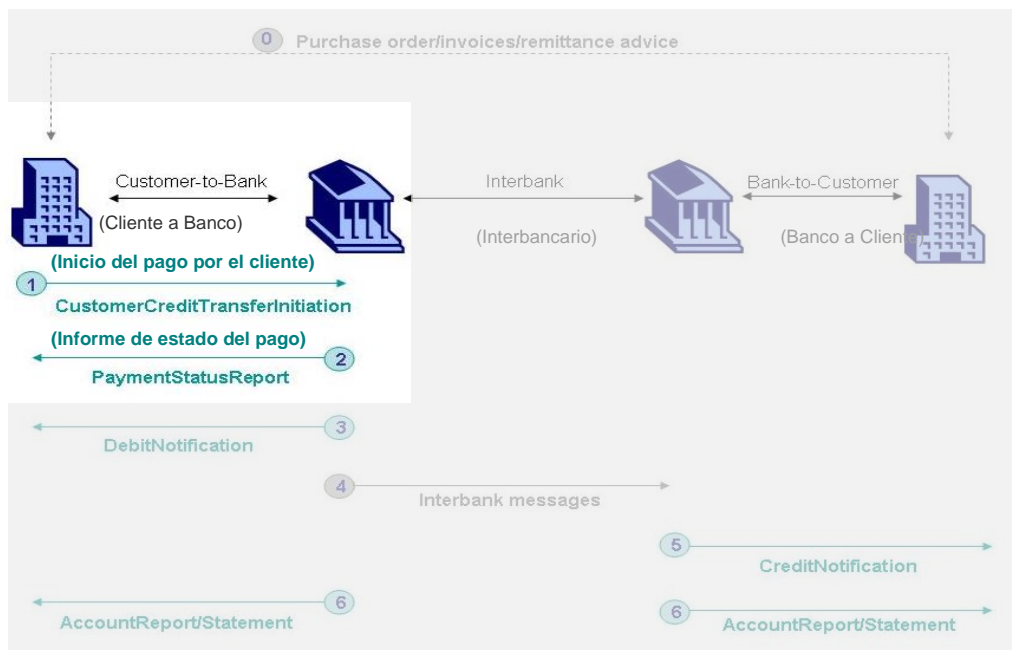 0 Purchase order/invoices/remittance advice
Customer-to-Bank
Interbank
Bank-to-Customer
(Cliente a Banco)
(Interbancario)
(Banco a Cliente)
(Inicio del pago por el cliente)
1
CustomerCreditTransferInitiation
(Informe de estado del pago)
2
PaymentStatusReport
3
DebitNotification
4
Interbank messages
5
CreditNotification
6
AccountReport/Statement
6
AccountReport/Statement